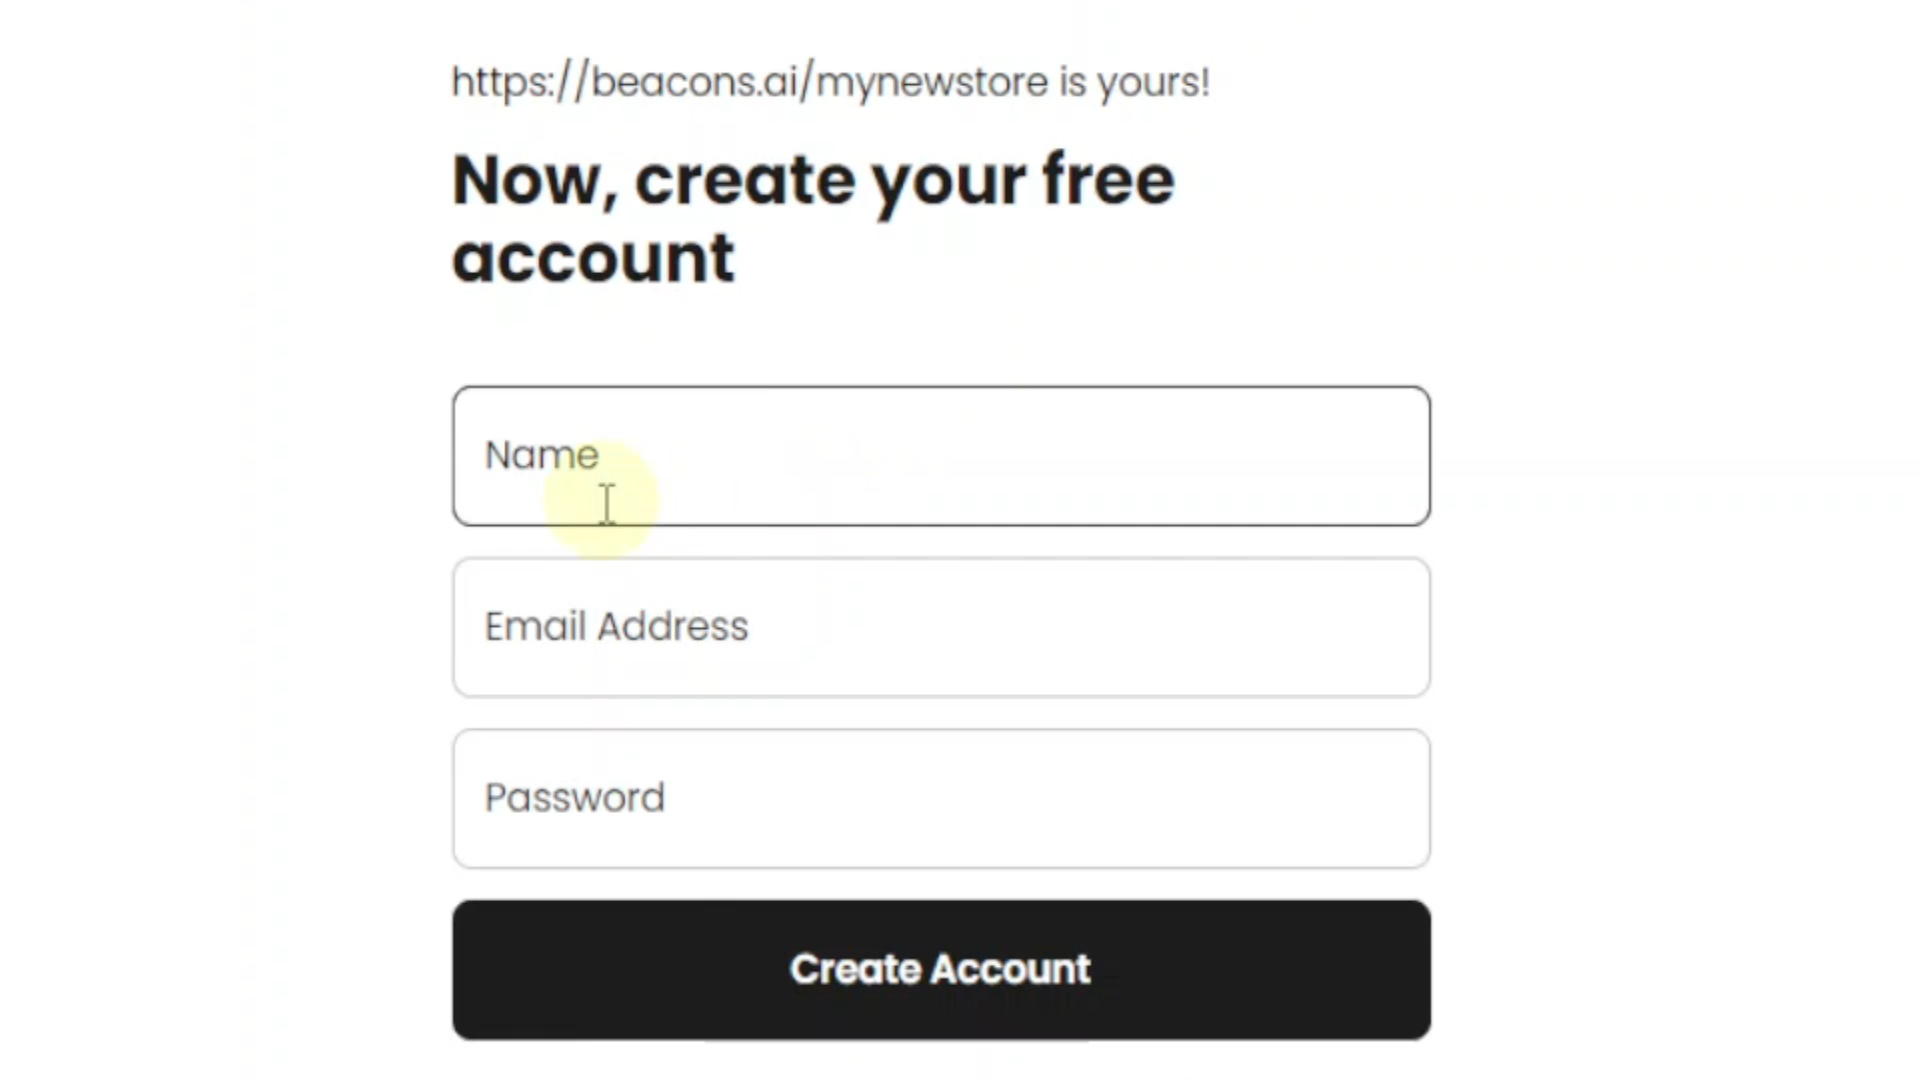 https://beacons.ai/mynewstore is yours!
Now, create your free
account
Name
Email Address
Password
Create Account